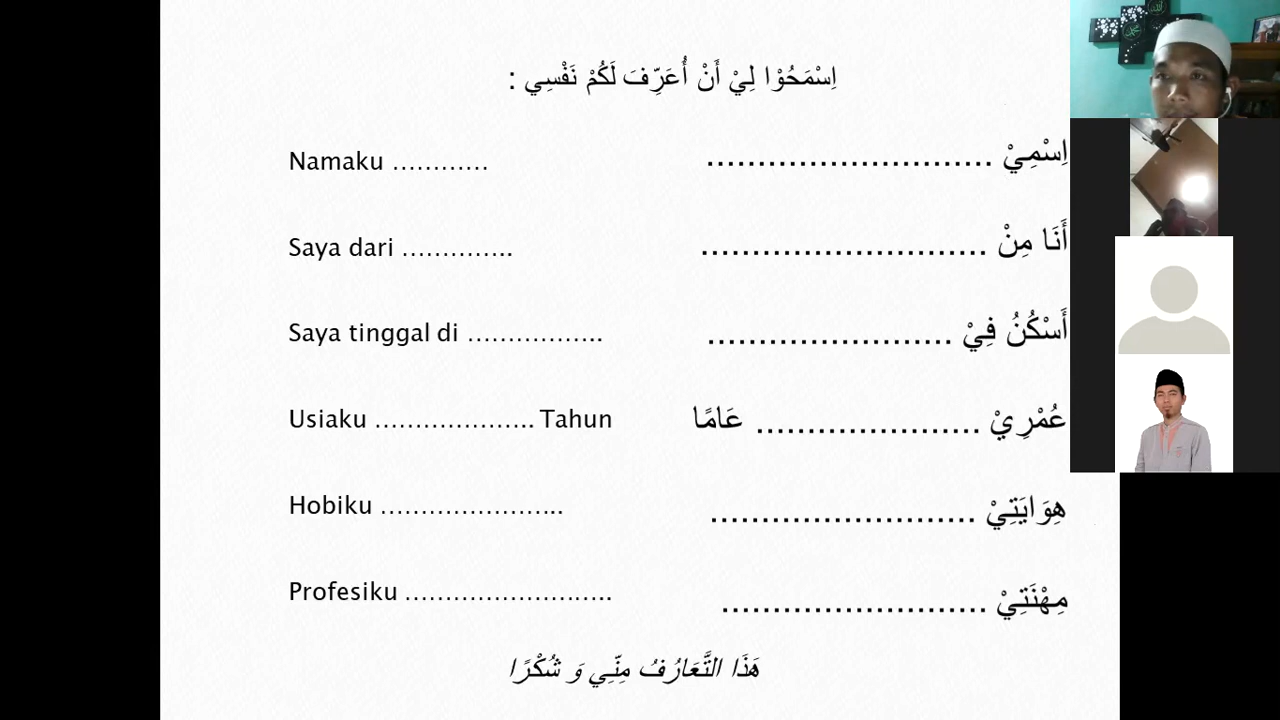 اِسْمَحُوْا لِيْ أَنْ أُعَرِّفَ لَكُمْ نَفْسِي :
اِسْمِيْ ............................
Namaku ............
أَنَا مِنْ ............................
Saya dari ..............
أَسْكُنُ فِيْ ........................
Saya tinggal di .................
عُمْرِيْ ...................... عَامًا
Usiaku .................... Tahun
هِوَايَتِيْ ..........................
Hobiku .......................
مِهْنَتِيْ ..........................
Profesiku ..........................
هَذَا التَّعَارُفُ مِنِّي وَ شُكْرًا